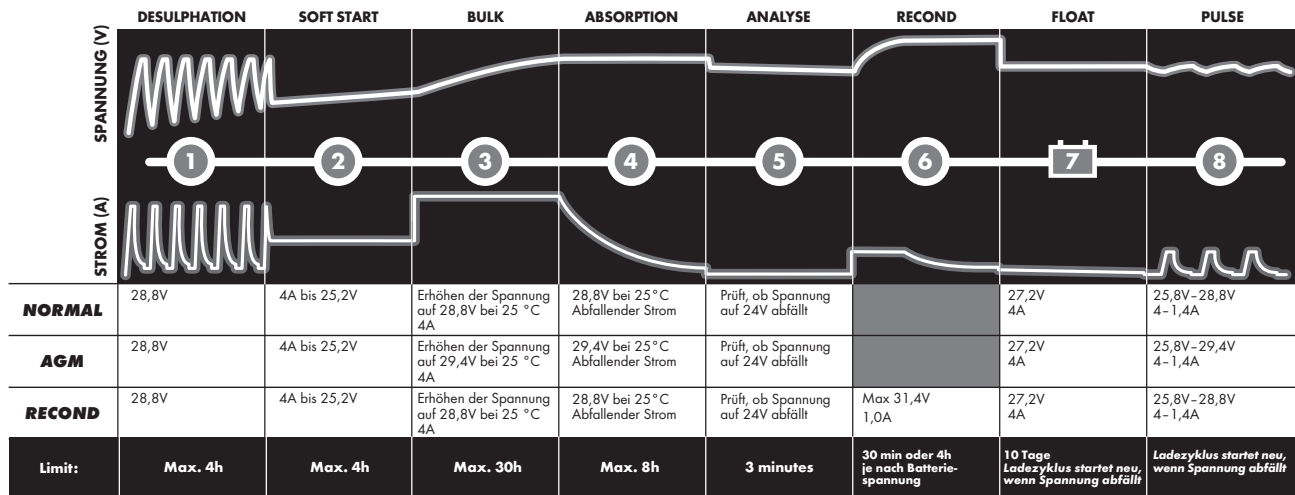 DESULPHATION SOFT START BULK ABSORPTION ANALYSE RECOND FLOAT PULSE
SPANNUNG (V)
1 2 3 4 5 6 7 8
STROM (A)
NORMAL
28,8V
4A bis 25,2V
Erhöhen der Spannung
auf 28,8V bei 25 °C
4A
28,8V bei 25°C
Abfallender Strom
Prüft, ob Spannung
auf 24V abfällt
27,2V
4A
25,8V–28,8V
4–1,4A
AGM
28,8V
4A bis 25,2V
Erhöhen der Spannung
auf 29,4V bei 25 °C
4A
29,4V bei 25°C
Abfallender Strom
Prüft, ob Spannung
auf 24V abfällt
27,2V
4A
25,8V–29,4V
4–1,4A
RECOND
28,8V
4A bis 25,2V
Erhöhen der Spannung
auf 28,8V bei 25 °C
4A
28,8V bei 25°C
Abfallender Strom
Prüft, ob Spannung
auf 24V abfällt
Max 31,4V
1,0A
27,2V
4A
25,8V–28,8V
4–1,4A
Limit:
Max. 4h
Max. 4h
Max. 30h
Max. 8h
3 minutes
30 min oder 4h
je nach Batterie-
spannung
10 Tage
Ladezyklus startet neu,
wenn Spannung abfällt
Ladezyklus startet neu,
wenn Spannung abfällt